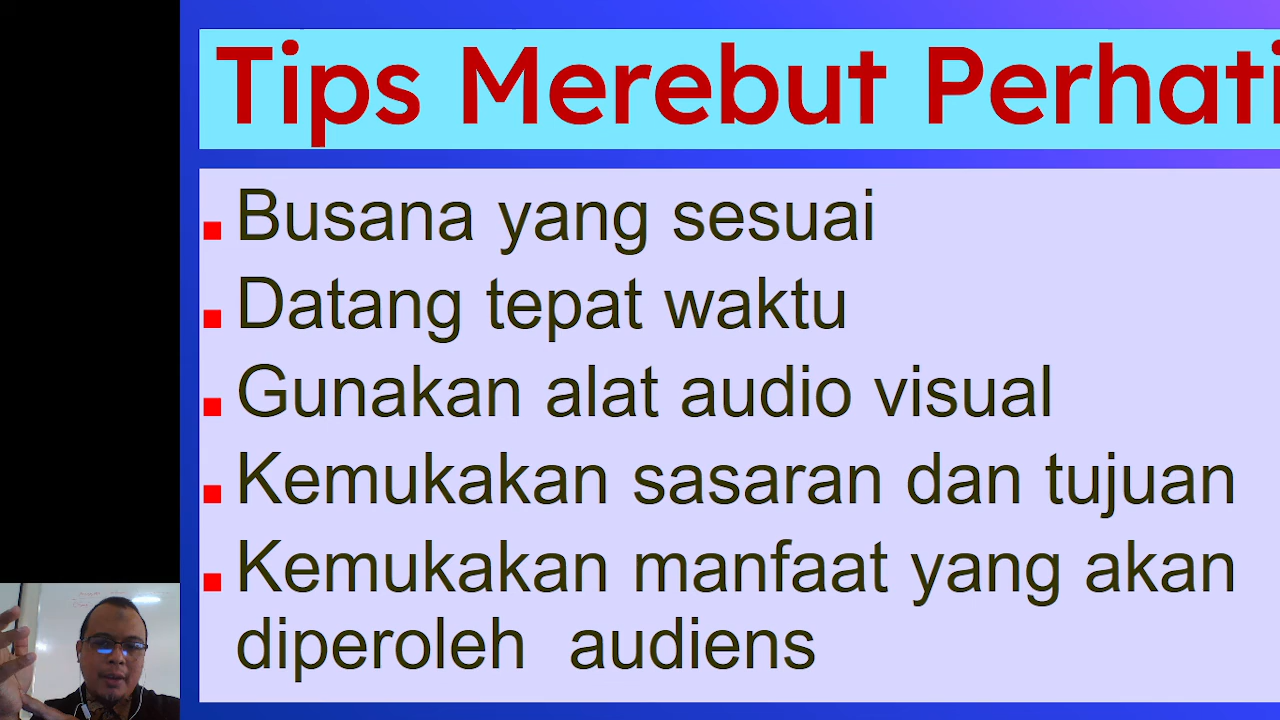 Tips Merebut Perhati
Busana yang sesuai
Datang tepat waktu
Gunakan alat audio visual
Kemukakan sasaran dan tujuan
Kemukakan manfaat yang akan
diperoleh audiens